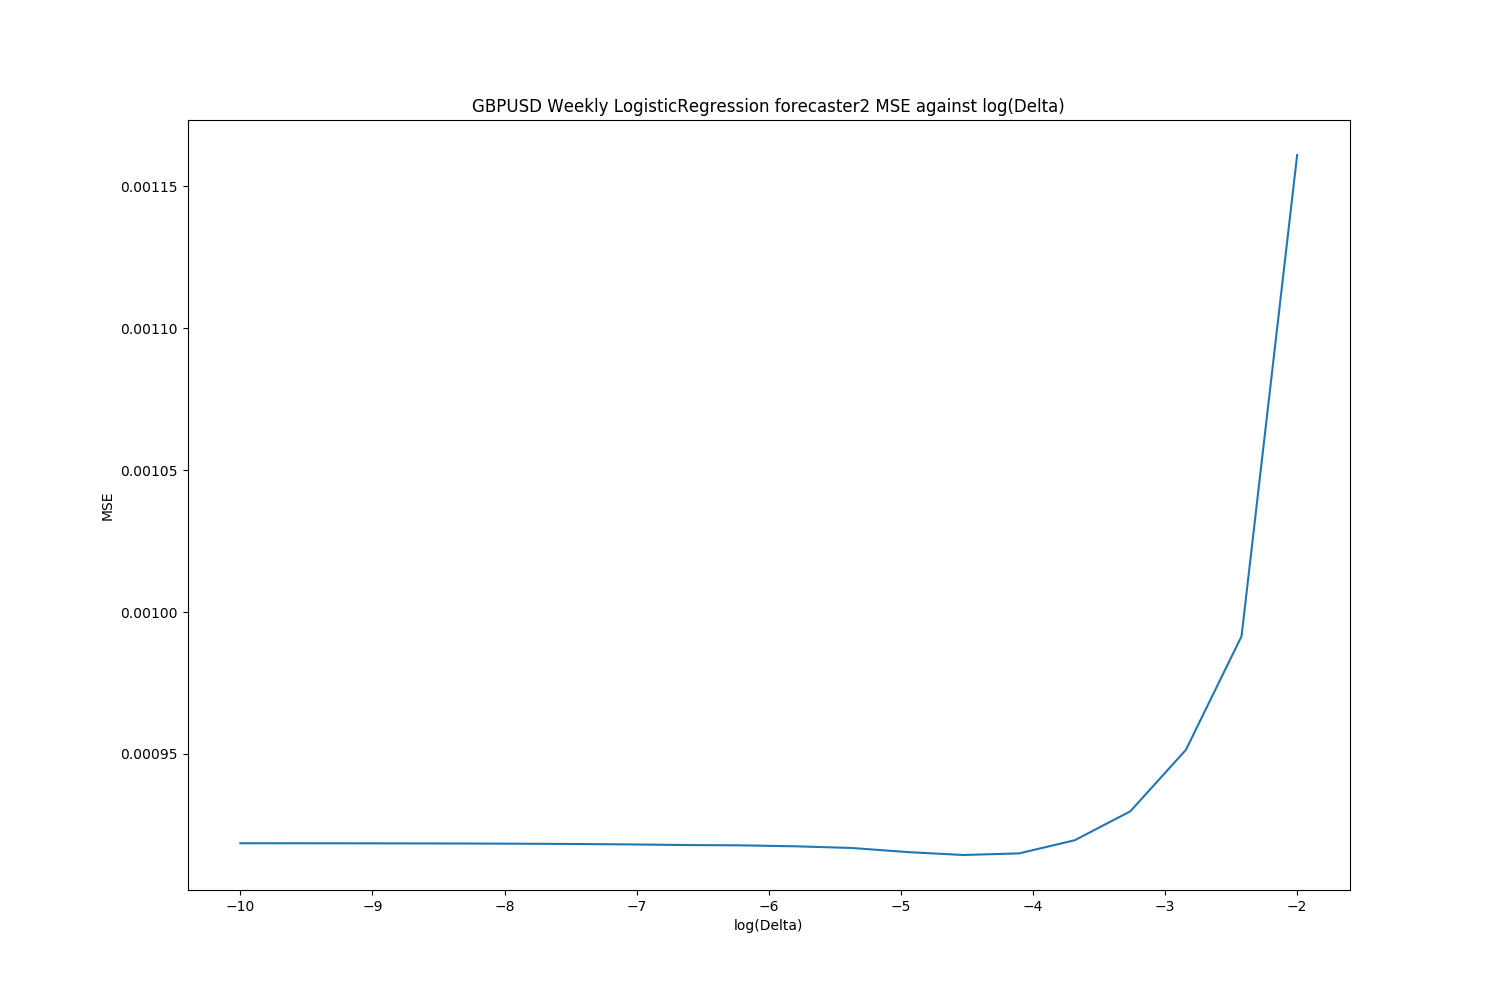 GBPUSD Weekly LogisticRegression forecaster2 MSE against log(Delta)
0.00115
0.00110
0.00105
0.00100
0.00095
MSE
−10 −9 −8 −7 −6 −5 −4 −3 −2
log(Delta)